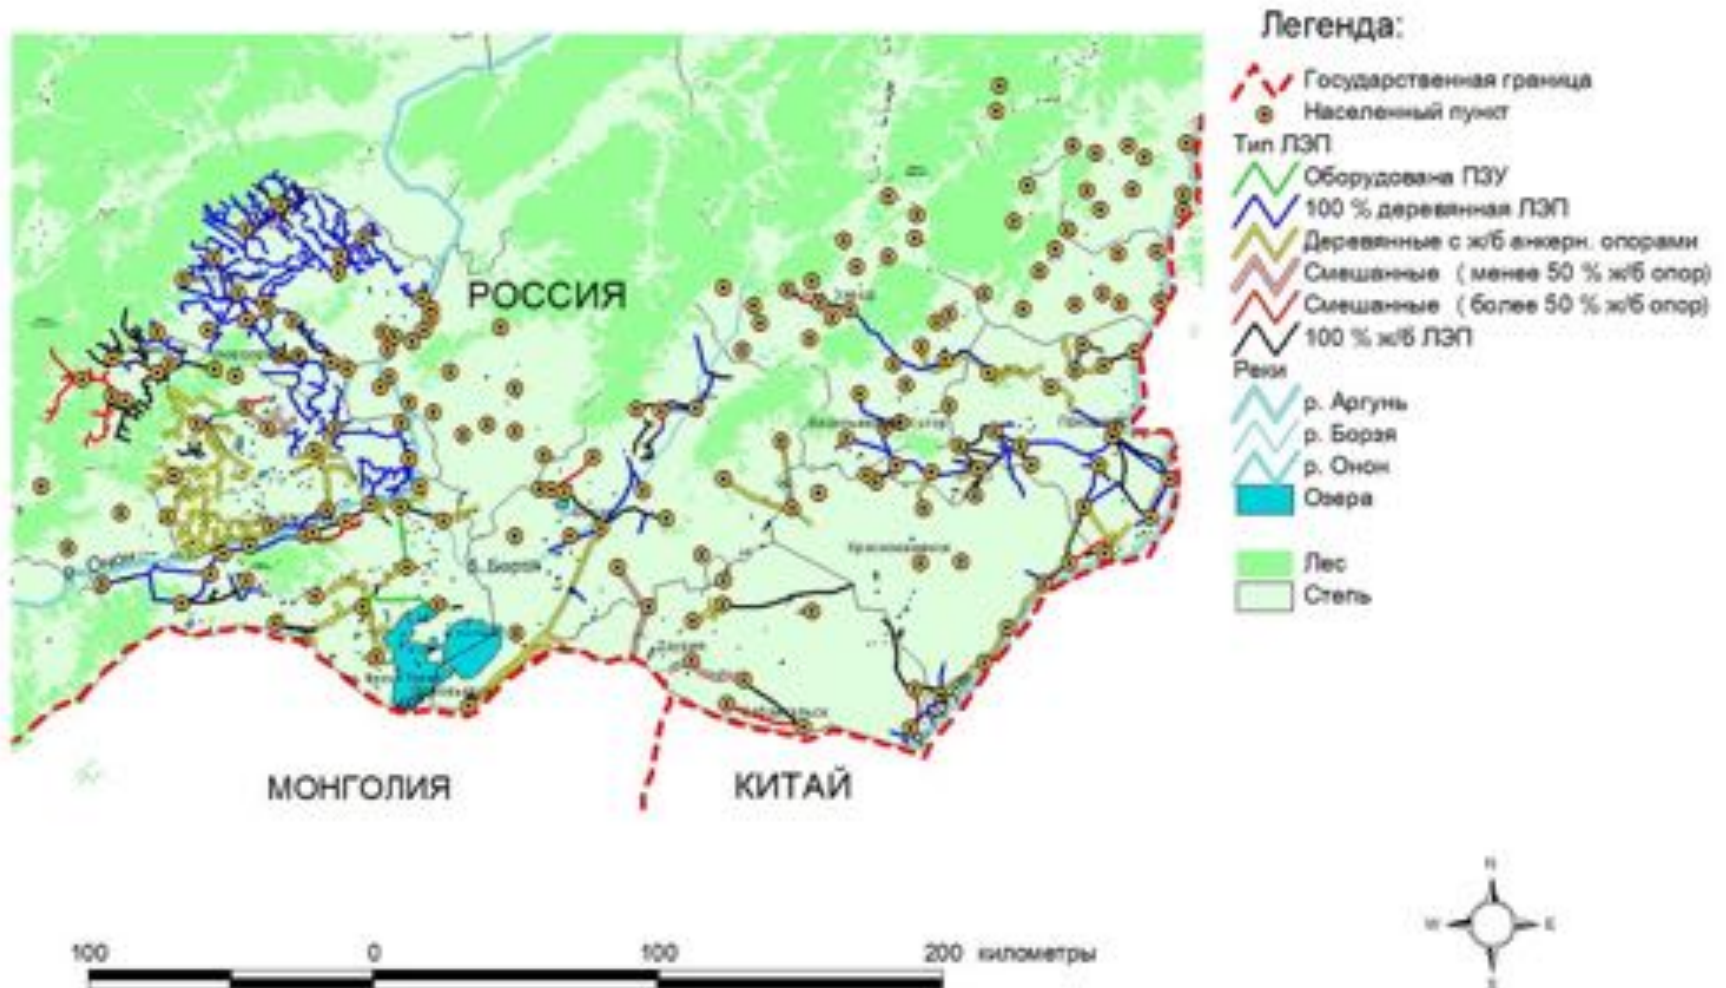 Легенда:
Государственная граница
Населенный пункт
Тип ЛЭП
Оборудована ПЗУ
100 % деревянная ЛЭП
Деревянные с ж/б анкерн. опорами
Смешанные ( менее 50 % ж/б опор)
Смешанные ( более 50 % ж/б опор)
100 % ж/б ЛЭП
Реки
р. Аргунь
р. Борзя
р. Онон
Озера
Лес
Степь
РОССИЯ
р. Онон
р. Борзя
МОНГОЛИЯ
КИТАЙ
N
W
E
S
100 0 100 200 километры